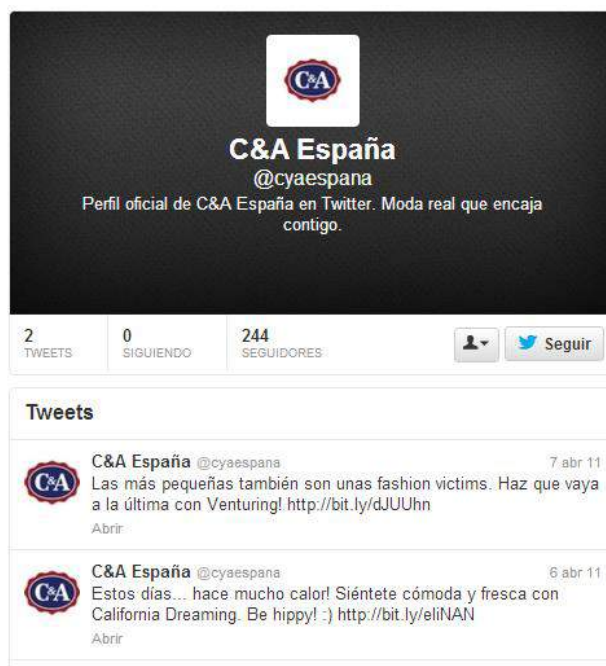 C&A
C&A España
@cyaespana
Perfil oficial de C&A España en Twitter. Moda real que encaja
contigo.
2 0 244
TWEETS SIGUIENDO SEGUIDORES Seguir
Tweets
C&A España @cyaespana 7 abr 11
C&A Las más pequeñas también son unas fashion victims. Haz que vaya
a la última con Venturing! http://bit.ly/dJUUhn
Abrir
C&A España @cyaespana 6 abr 11
C&A Estos días... hace mucho calor! Siéntete cómoda y fresca con
California Dreaming. Be hippy! :) http://bit.ly/eliNAN
Abrir